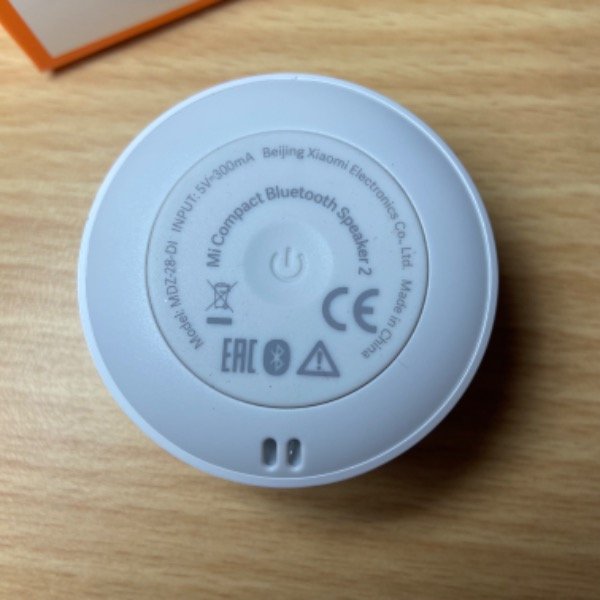 Model: MDZ-28-DI INPUT: 5V⎓300mA Beijing Xiaomi Electronics Co., Ltd. Made in China
Mi Compact Bluetooth Speaker 2
CE
EAC